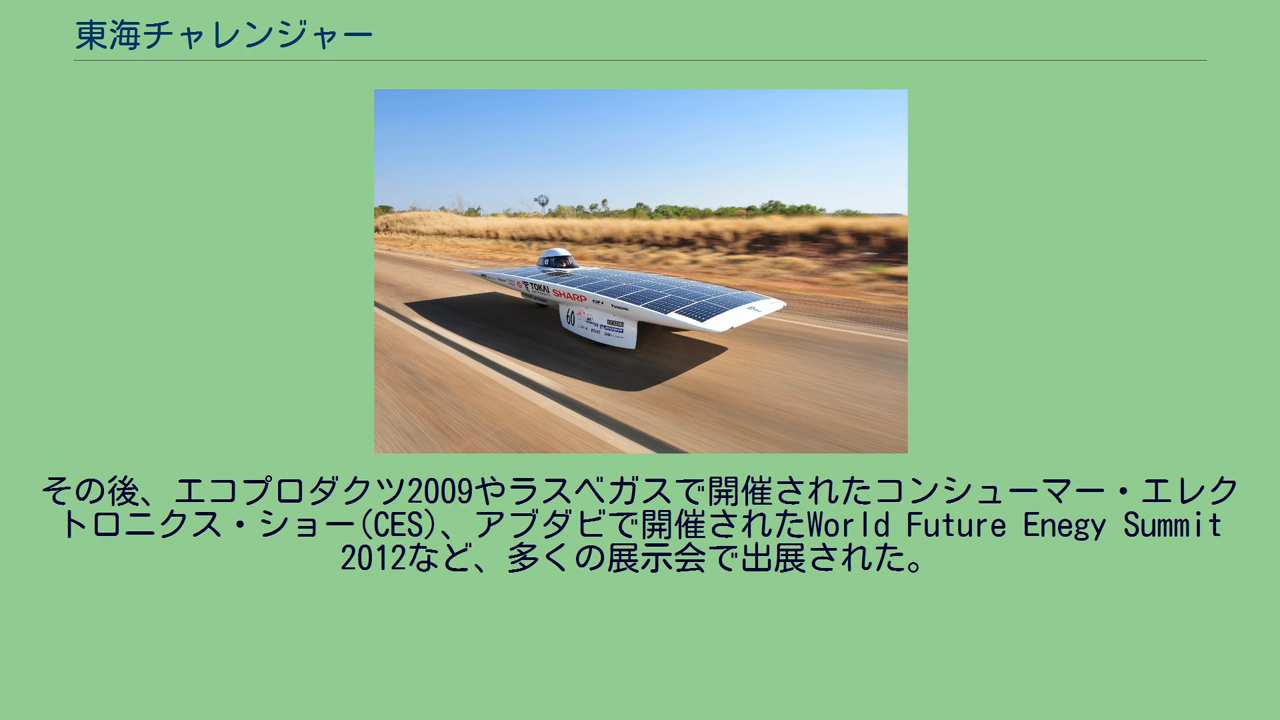 東海チャレンジャー
TOKAI
SHARP
60
その後、エコプロダクツ2009やラスベガスで開催されたコンシューマー・エレク
トロニクス・ショー(CES)、アブダビで開催されたWorld Future Enegy Summit
2012など、多くの展示会で出展された。